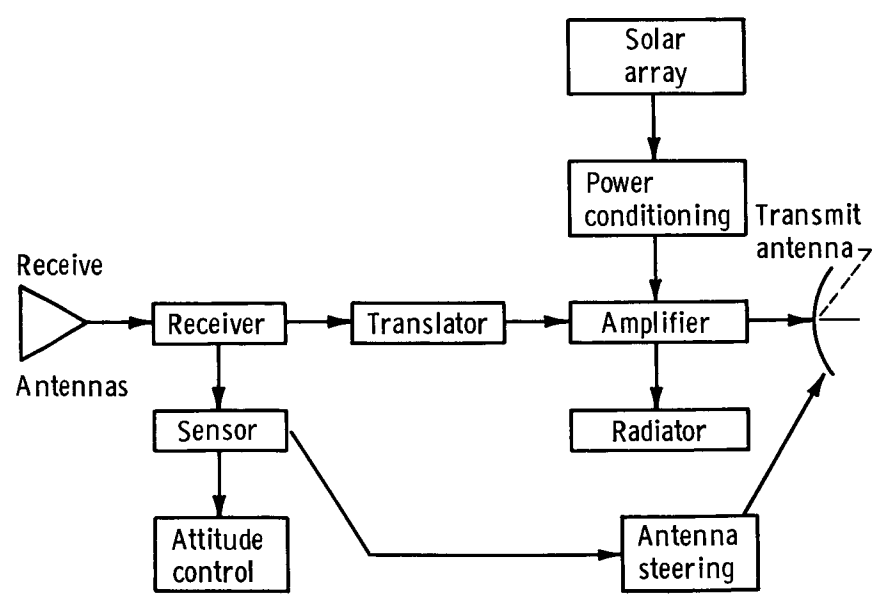 Solar
array
Power
conditioning
Transmit
antenna
Receive
Antennas
Receiver
Translator
Amplifier
Sensor
Radiator
Attitude
control
Antenna
steering